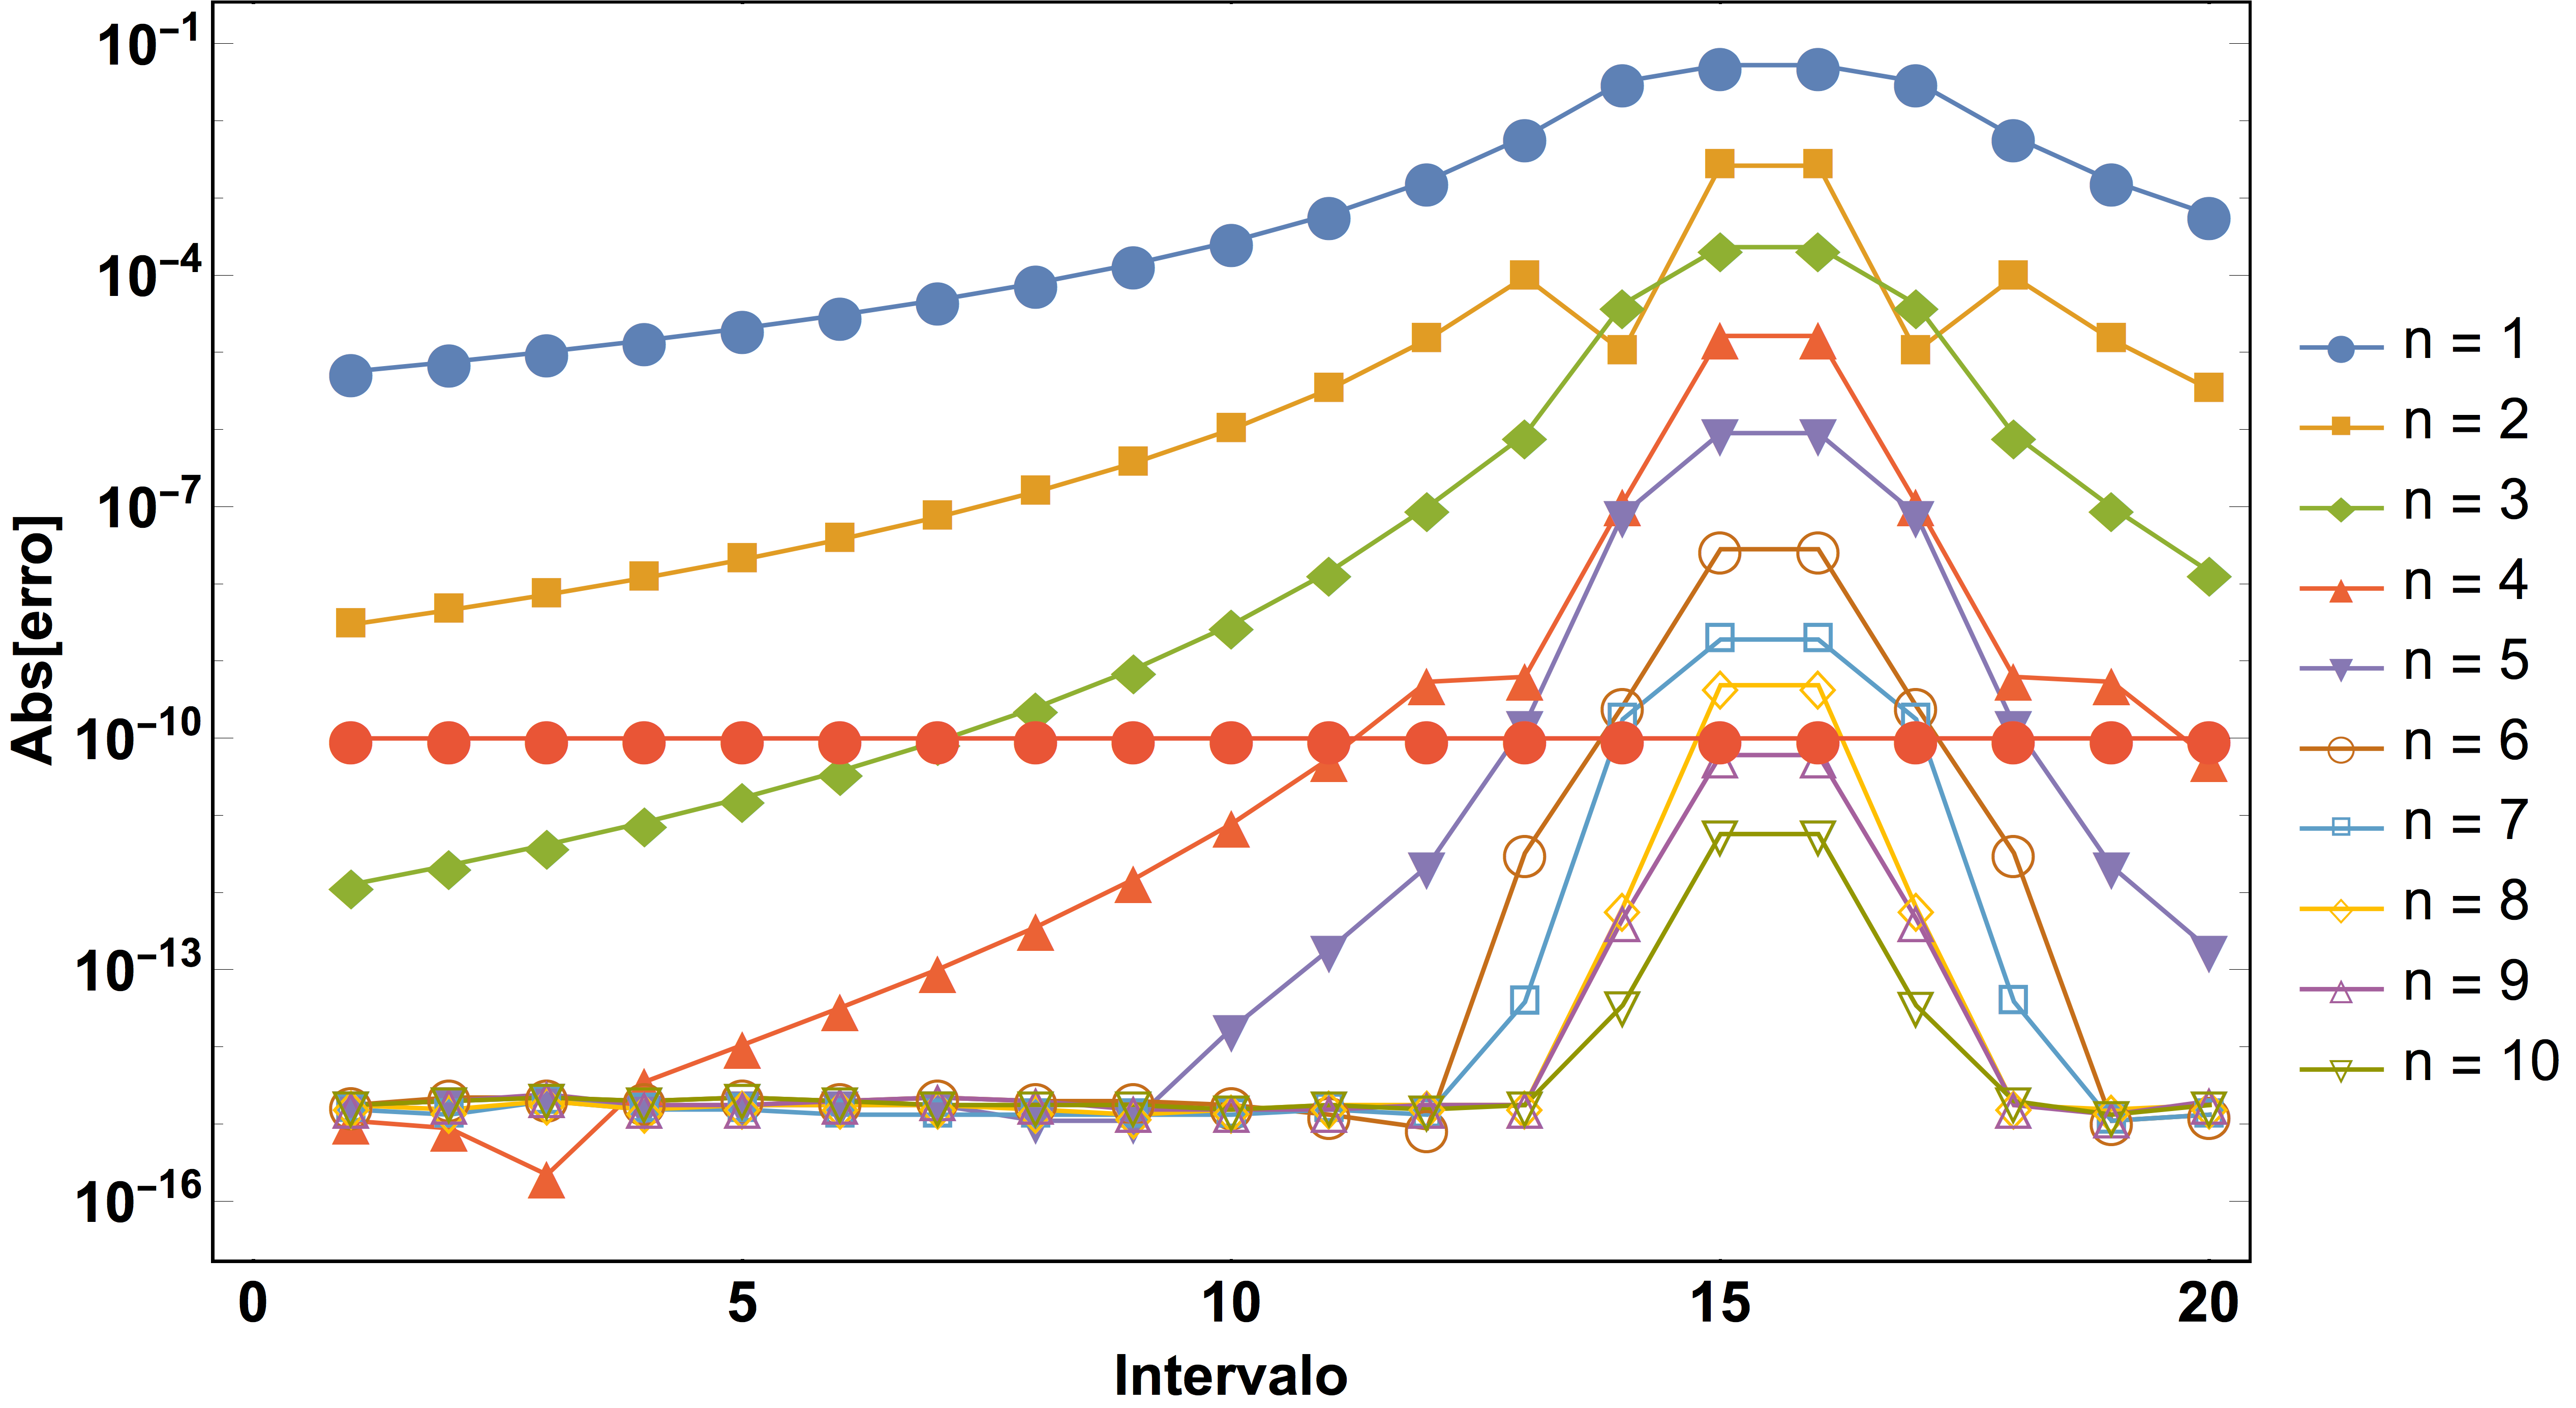 10⁻¹
10⁻⁴
10⁻⁷
10⁻¹⁰
10⁻¹³
10⁻¹⁶
Abs[erro]
0 5 10 15 20
Intervalo
n = 1
n = 2
n = 3
n = 4
n = 5
n = 6
n = 7
n = 8
n = 9
n = 10